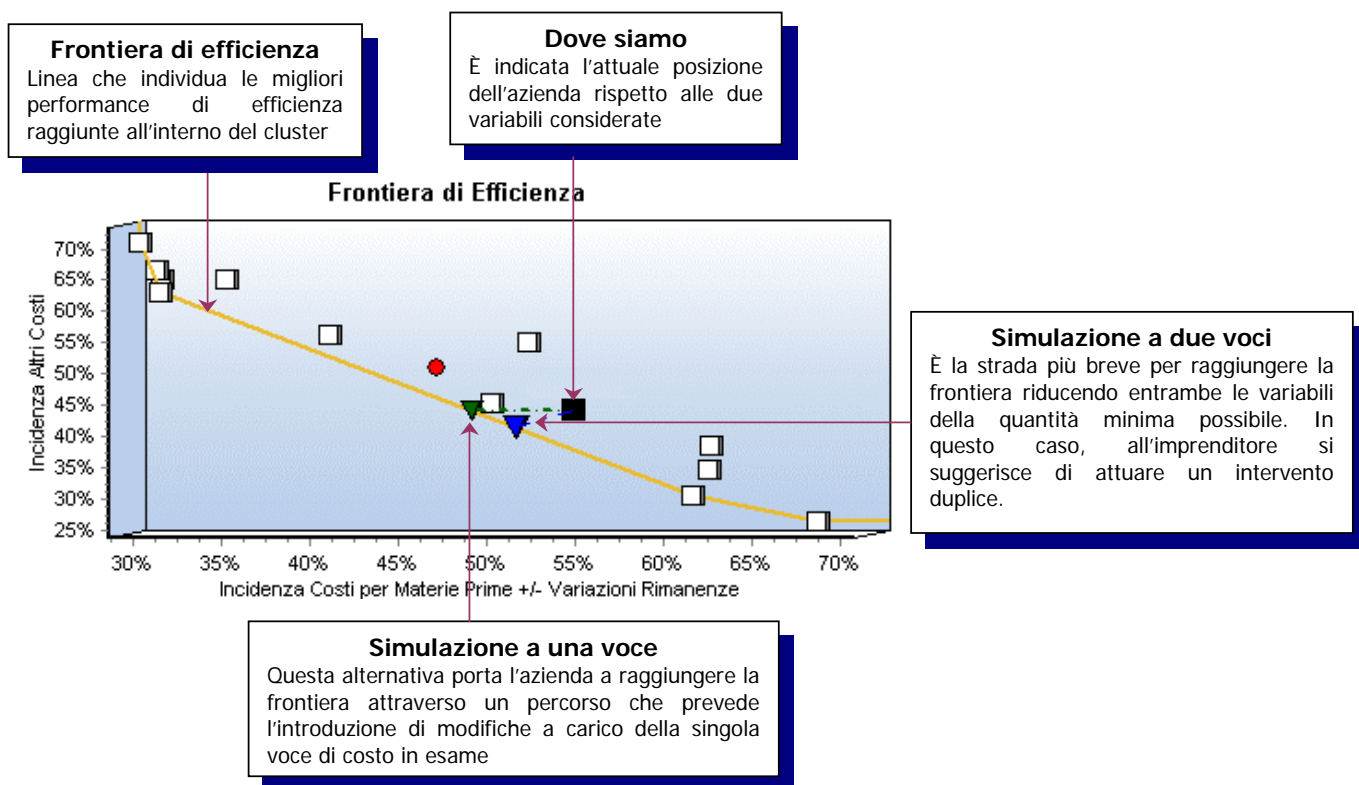 Frontiera di efficienza
Linea che individua le migliori
performance di efficienza
raggiunte all'interno del cluster
Dove siamo
È indicata l'attuale posizione
dell'azienda rispetto alle due
variabili considerate
Frontiera di Efficienza
Incidenza Altri Costi
70%
65%
60%
55%
50%
45%
40%
35%
30%
25%
30%
35%
40%
45%
50%
55%
60%
65%
70%
Incidenza Costi per Materie Prime +/- Variazioni Rimanenze
Simulazione a due voci
È la strada più breve per raggiungere la
frontiera riducendo entrambe le variabili
della quantità minima possibile. In
questo caso, all'imprenditore si
suggerisce di attuare un intervento
duplice.
Simulazione a una voce
Questa alternativa porta l'azienda a raggiungere la
frontiera attraverso un percorso che prevede
l'introduzione di modifiche a carico della singola
voce di costo in esame